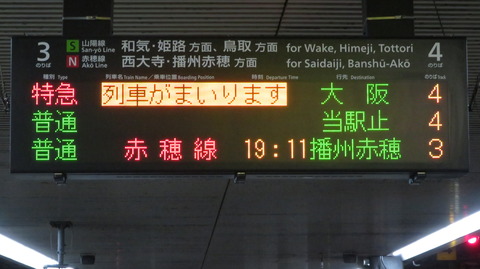 3 のりば S 山陽線 San-yō Line 和気・姫路方面、鳥取方面 for Wake, Himeji, Tottori 4 のりば
N 赤穂線 Akō Line 西大寺・播州赤穂方面 for Saidaiji, Banshū-Akō
種別 Type 列車名 Train Name / 乗車位置 Boarding Position 時刻 Departure Time 行先 Destination のりば
特急 列車がまいります 大阪 4
普通 当駅止 4
普通 赤穂線 19:11 播州赤穂 3